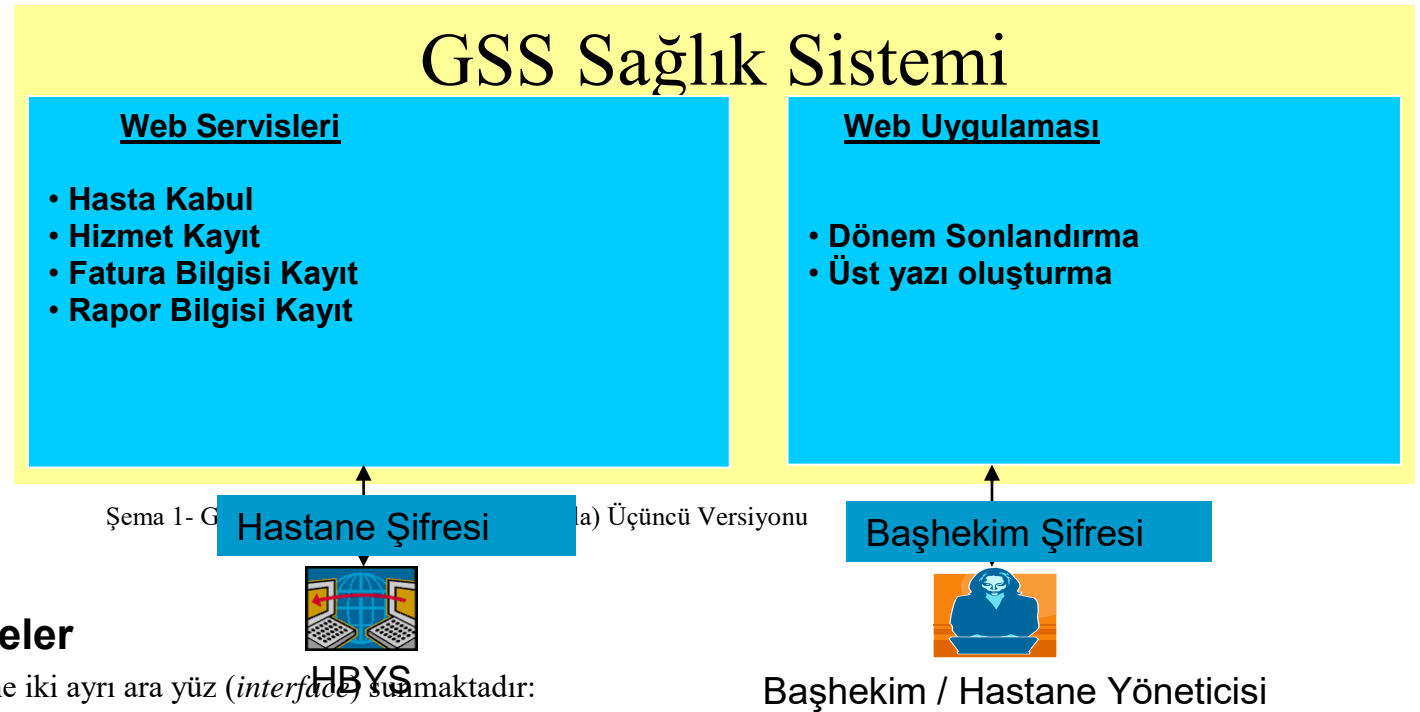 GSS Sağlık Sistemi
Web Servisleri
• Hasta Kabul
• Hizmet Kayıt
• Fatura Bilgisi Kayıt
• Rapor Bilgisi Kayıt
Web Uygulaması
• Dönem Sonlandırma
• Üst yazı oluşturma
Şema 1- G
la) Üçüncü Versiyonu
Hastane Şifresi
Başhekim Şifresi
eler
HBYS
e iki ayrı ara yüz (interface) sunmaktadır:
Başhekim / Hastane Yöneticisi